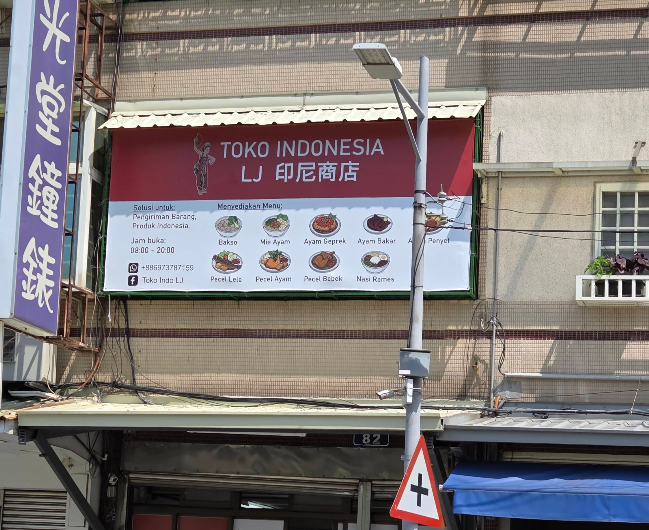 光堂鐘錶
TOKO INDONESIA
LJ 印尼商店
Solusi untuk:
Pengiriman Barang,
Produk Indonesia.
Jam buka:
08:00 - 20:00
+886973787159
Toko Indo LJ
Menyediakan Menu:
Bakso Mie Ayam Ayam Geprek Ayam Bakar Penyet
Pecel Lele Pecel Ayam Pecel Bebek Nasi Rames
82